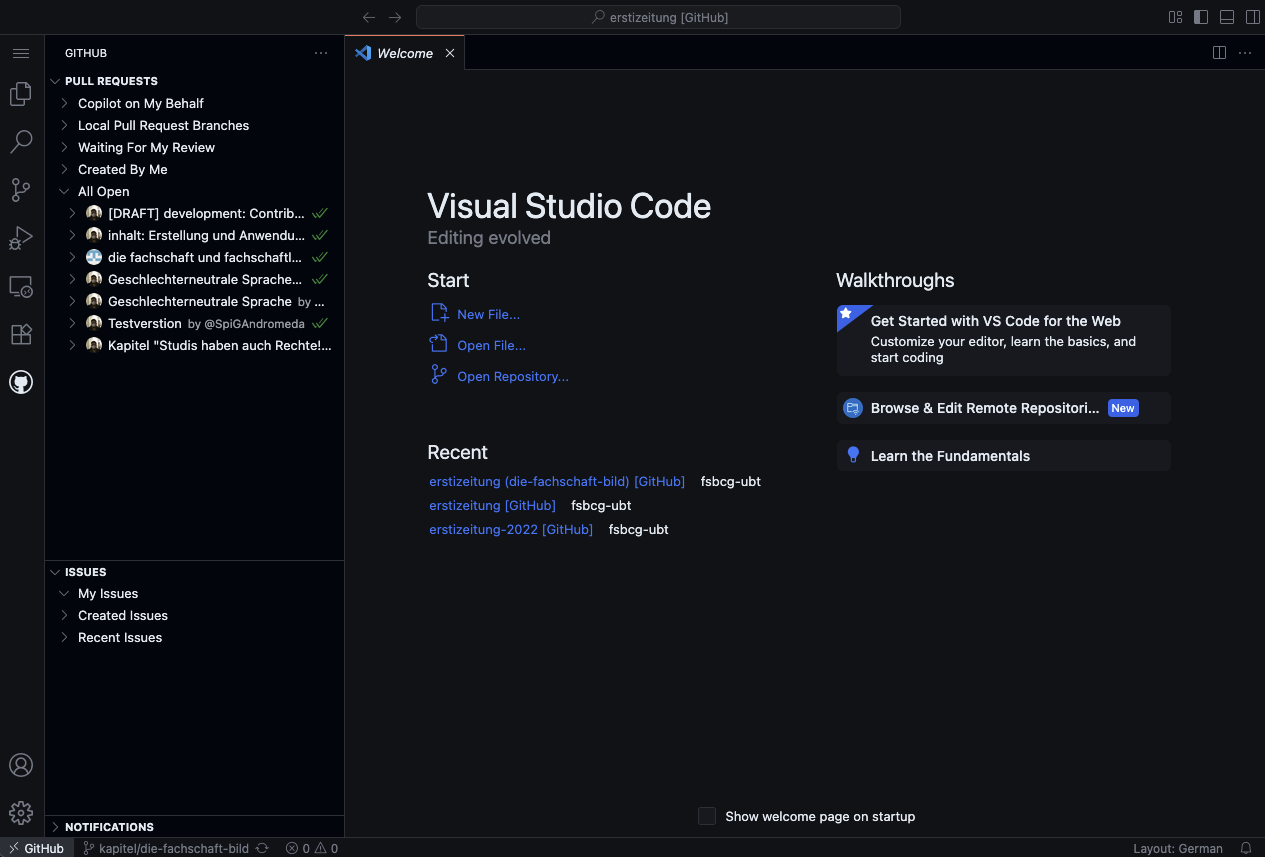 erstizeitung [GitHub]
GITHUB
PULL REQUESTS
Copilot on My Behalf
Local Pull Request Branches
Waiting For My Review
Created By Me
All Open
[DRAFT] development: Contrib...
inhalt: Erstellung und Anwendu...
die fachschaft und fachschaftl...
Geschlechterneutrale Sprache...
Geschlechterneutrale Sprache by ...
Testverstion by @SpiGAndromeda
Kapitel "Studis haben auch Rechte!...
ISSUES
My Issues
Created Issues
Recent Issues
NOTIFICATIONS
Welcome
Visual Studio Code
Editing evolved
Start
New File...
Open File...
Open Repository...
Recent
erstizeitung (die-fachschaft-bild) [GitHub] fsbcg-ubt
erstizeitung [GitHub] fsbcg-ubt
erstizeitung-2022 [GitHub] fsbcg-ubt
Walkthroughs
Get Started with VS Code for the Web
Customize your editor, learn the basics, and
start coding
Browse & Edit Remote Repositori... New
Learn the Fundamentals
Show welcome page on startup
GitHub kapitel/die-fachschaft-bild 0 0 Layout: German